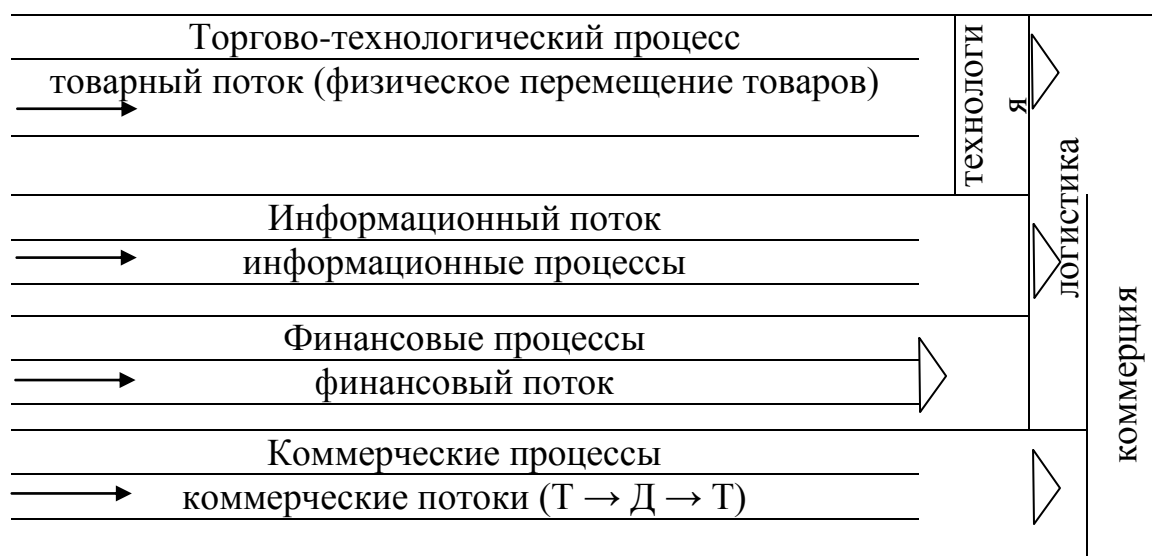 Торгово-технологический процесс
товарный поток (физическое перемещение товаров)
технологи
я
Информационный поток
информационные процессы
логистика
Финансовые процессы
финансовый поток
коммерция
Коммерческие процессы
коммерческие потоки (Т → Д → Т)